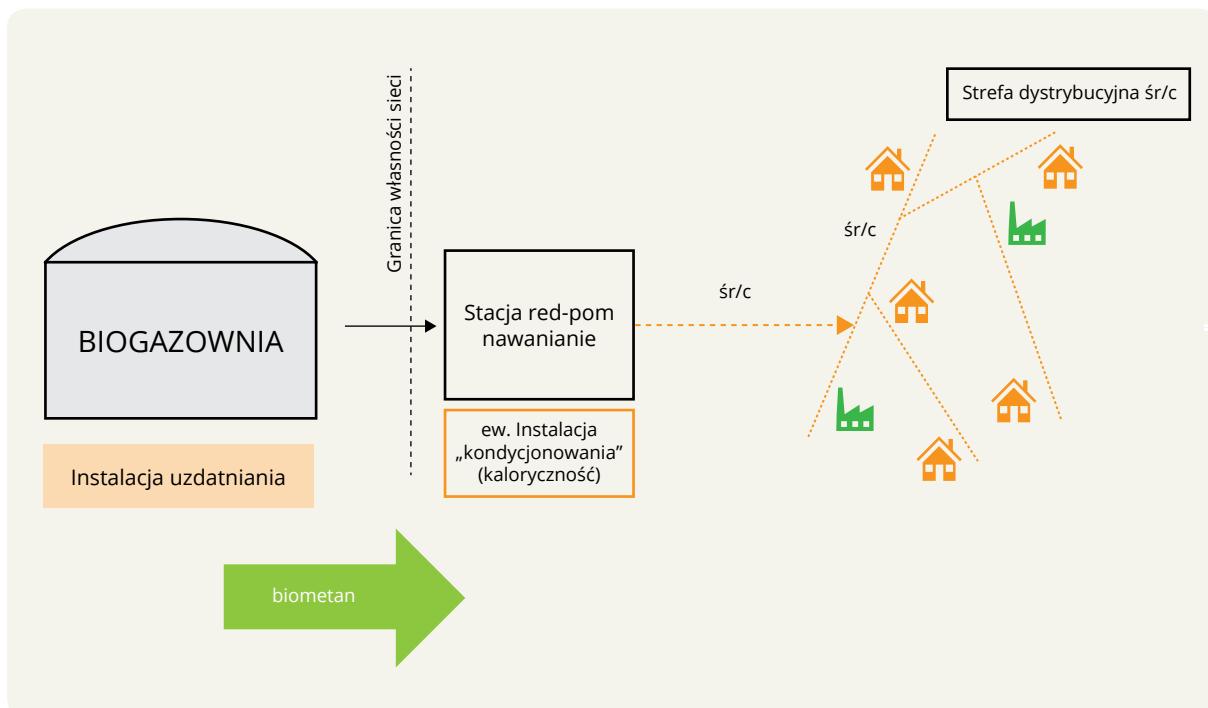 Strefa dystrybucyjna śr/c
Granica własności sieci
śr/c
BIOGAZOWNIA
Stacja red-pom
nawanianie
śr/c
ew. Instalacja
„kondycjonowania”
(kaloryczność)
Instalacja uzdatniania
biometan